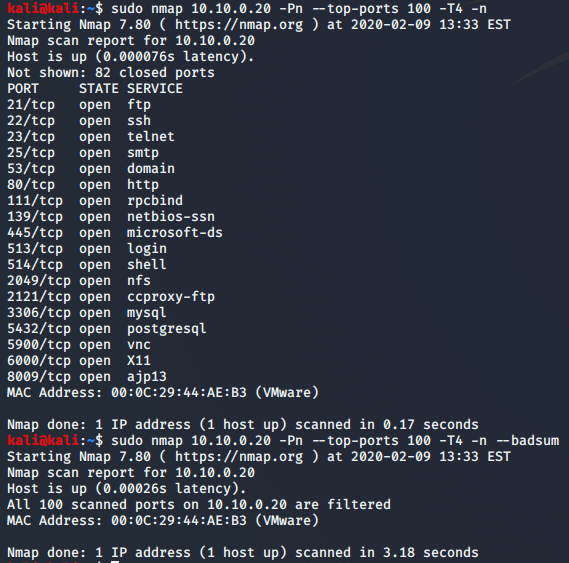 kali@kali:~$ sudo nmap 10.10.0.20 -Pn --top-ports 100 -T4 -n
Starting Nmap 7.80 ( https://nmap.org ) at 2020-02-09 13:33 EST
Nmap scan report for 10.10.0.20
Host is up (0.000076s latency).
Not shown: 82 closed ports
PORT     STATE SERVICE
21/tcp   open  ftp
22/tcp   open  ssh
23/tcp   open  telnet
25/tcp   open  smtp
53/tcp   open  domain
80/tcp   open  http
111/tcp  open  rpcbind
139/tcp  open  netbios-ssn
445/tcp  open  microsoft-ds
513/tcp  open  login
514/tcp  open  shell
2049/tcp open  nfs
2121/tcp open  ccproxy-ftp
3306/tcp open  mysql
5432/tcp open  postgresql
5900/tcp open  vnc
6000/tcp open  X11
8009/tcp open  ajp13
MAC Address: 00:0C:29:44:AE:B3 (VMware)

Nmap done: 1 IP address (1 host up) scanned in 0.17 seconds
kali@kali:~$ sudo nmap 10.10.0.20 -Pn --top-ports 100 -T4 -n --badsum
Starting Nmap 7.80 ( https://nmap.org ) at 2020-02-09 13:33 EST
Nmap scan report for 10.10.0.20
Host is up (0.00026s latency).
All 100 scanned ports on 10.10.0.20 are filtered
MAC Address: 00:0C:29:44:AE:B3 (VMware)

Nmap done: 1 IP address (1 host up) scanned in 3.18 seconds